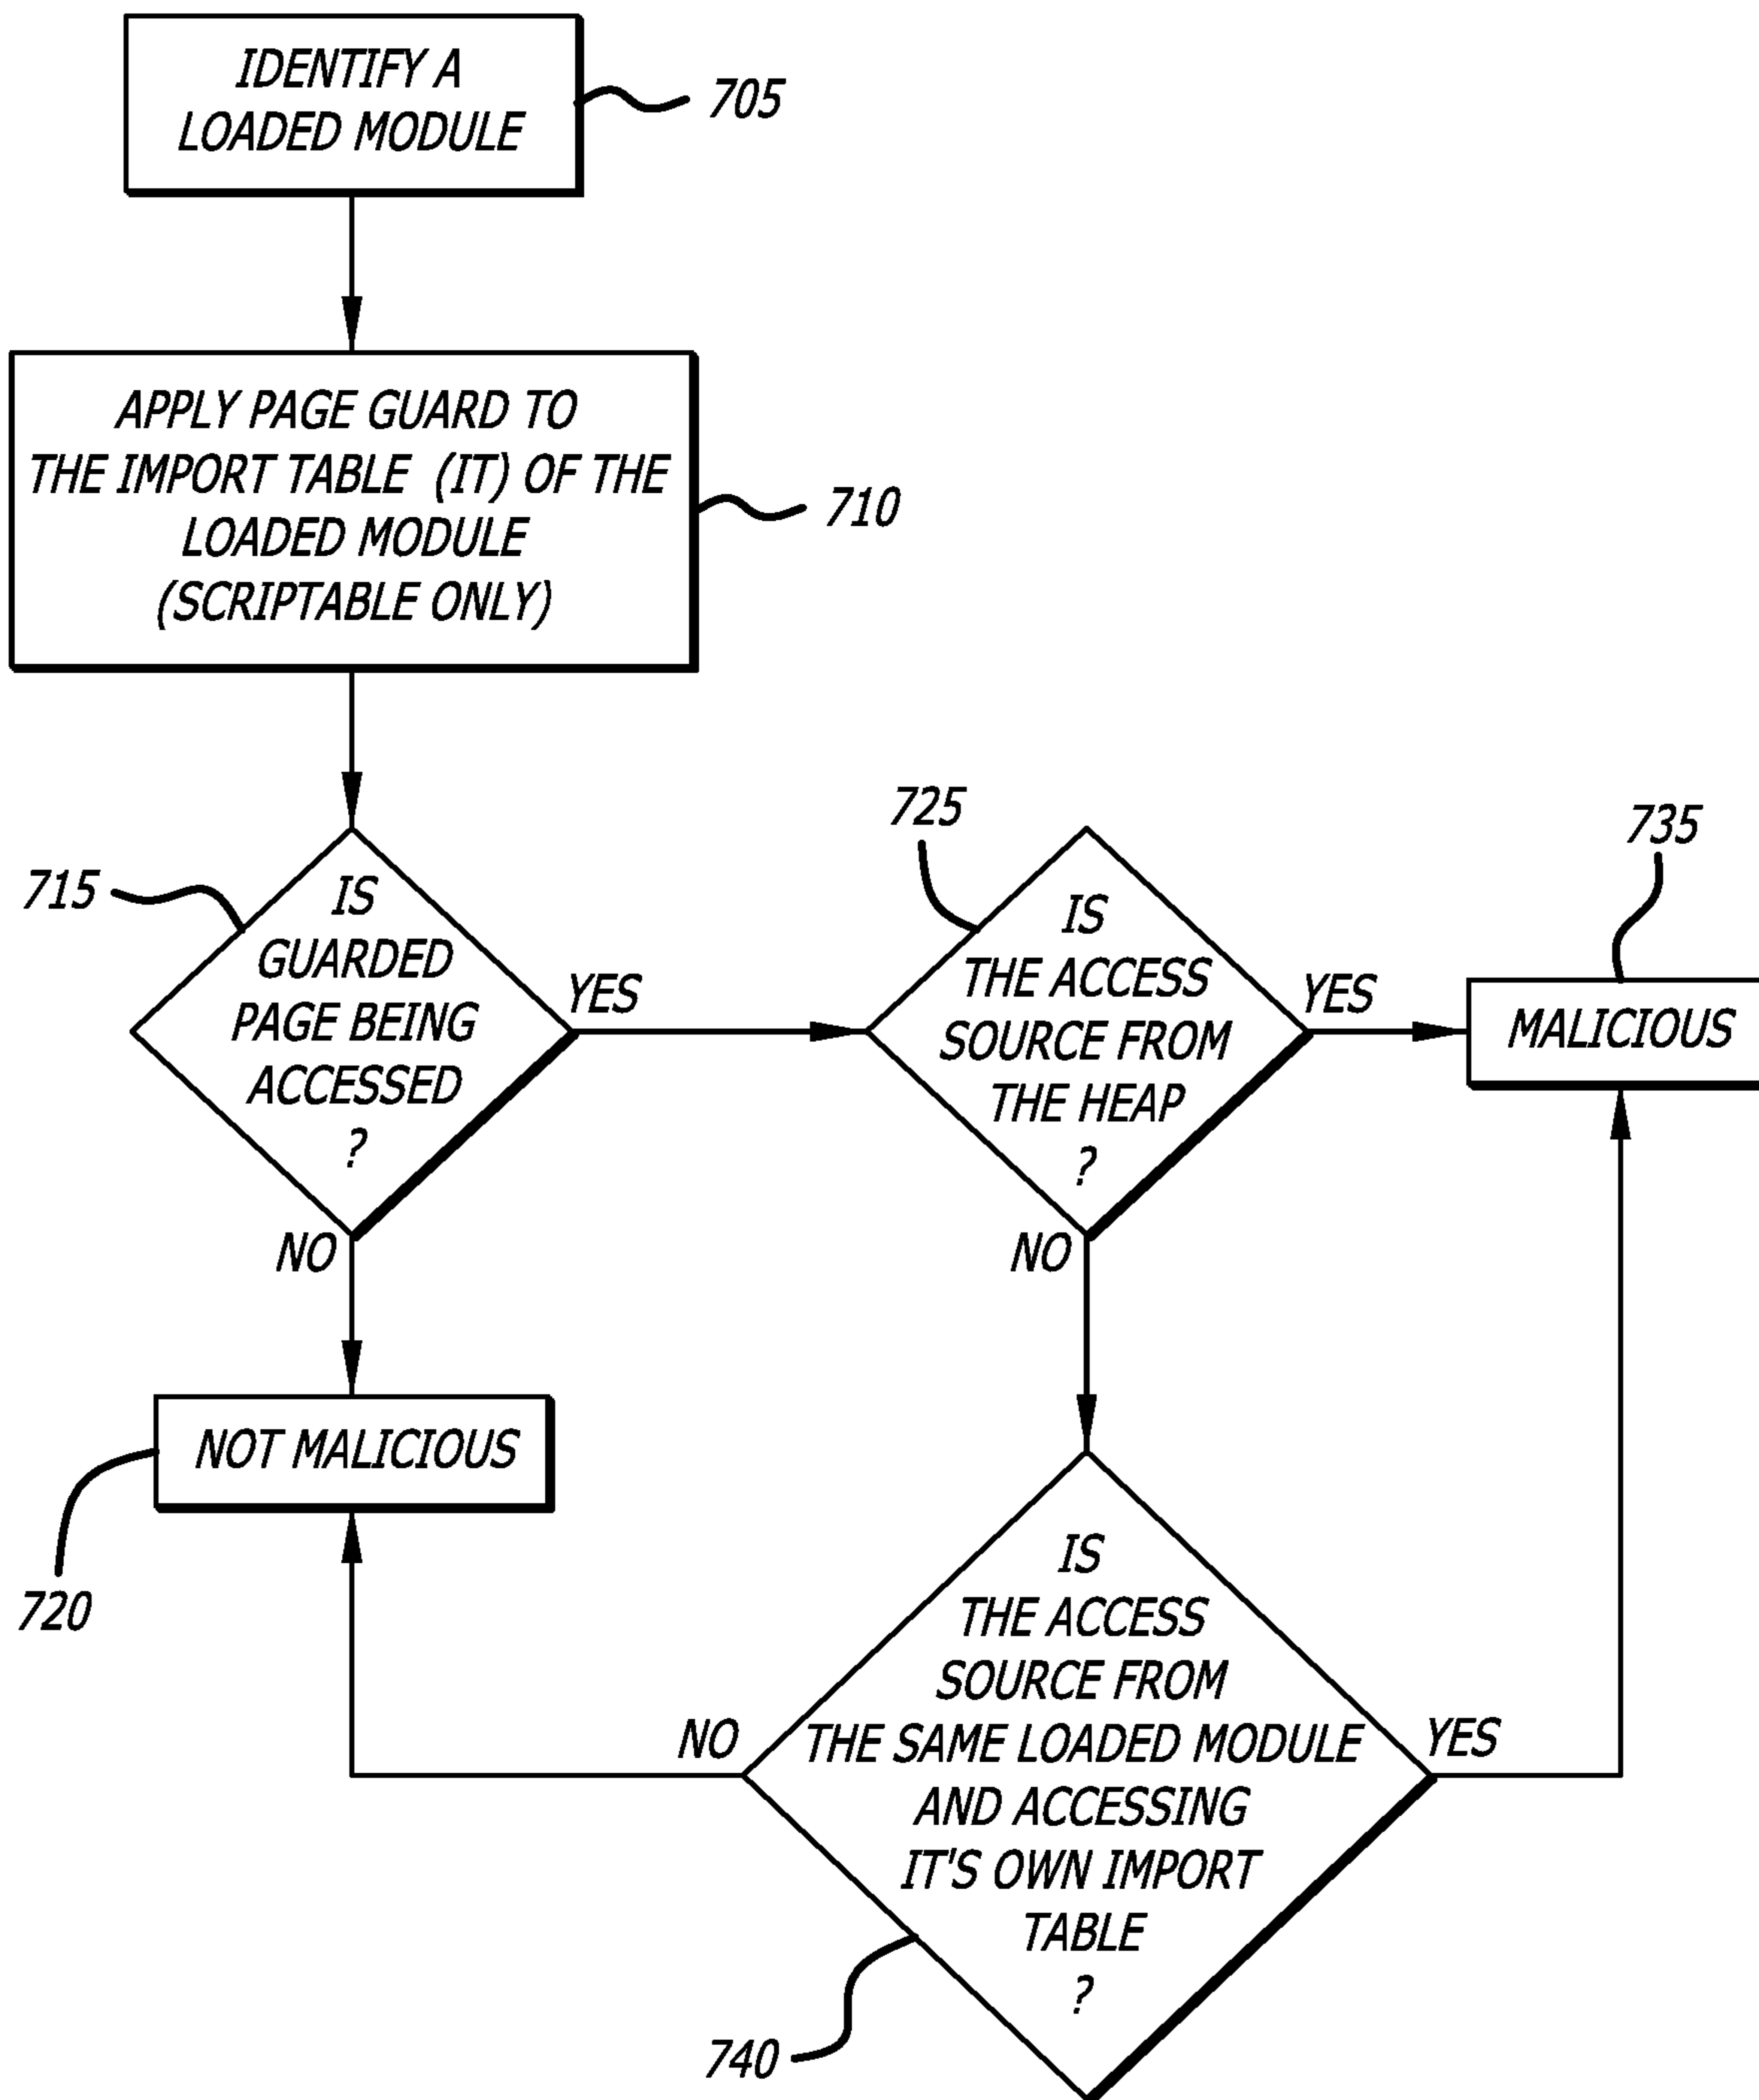 IDENTIFY A
LOADED MODULE
705
APPLY PAGE GUARD TO
THE IMPORT TABLE (IT) OF THE
LOADED MODULE
(SCRIPTABLE ONLY)
710
715
IS
GUARDED
PAGE BEING
ACCESSED
?
YES
NO
725
IS
THE ACCESS
SOURCE FROM
THE HEAP
?
YES
NO
735
MALICIOUS
NOT MALICIOUS
720
IS
THE ACCESS
SOURCE FROM
THE SAME LOADED MODULE
AND ACCESSING
IT'S OWN IMPORT
TABLE
?
NO
YES
740